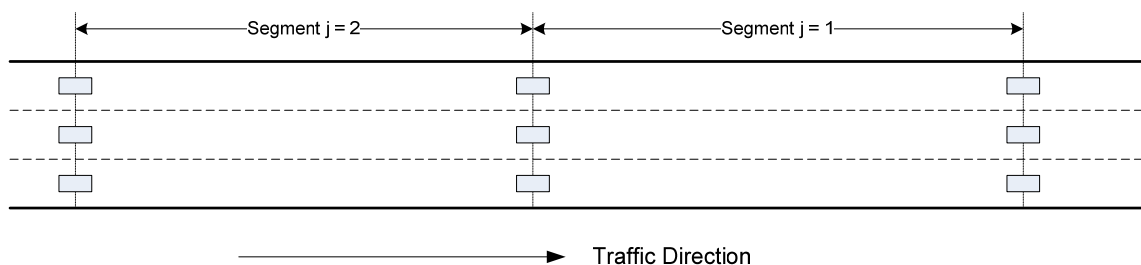 Segment j = 2
Segment j = 1
Traffic Direction